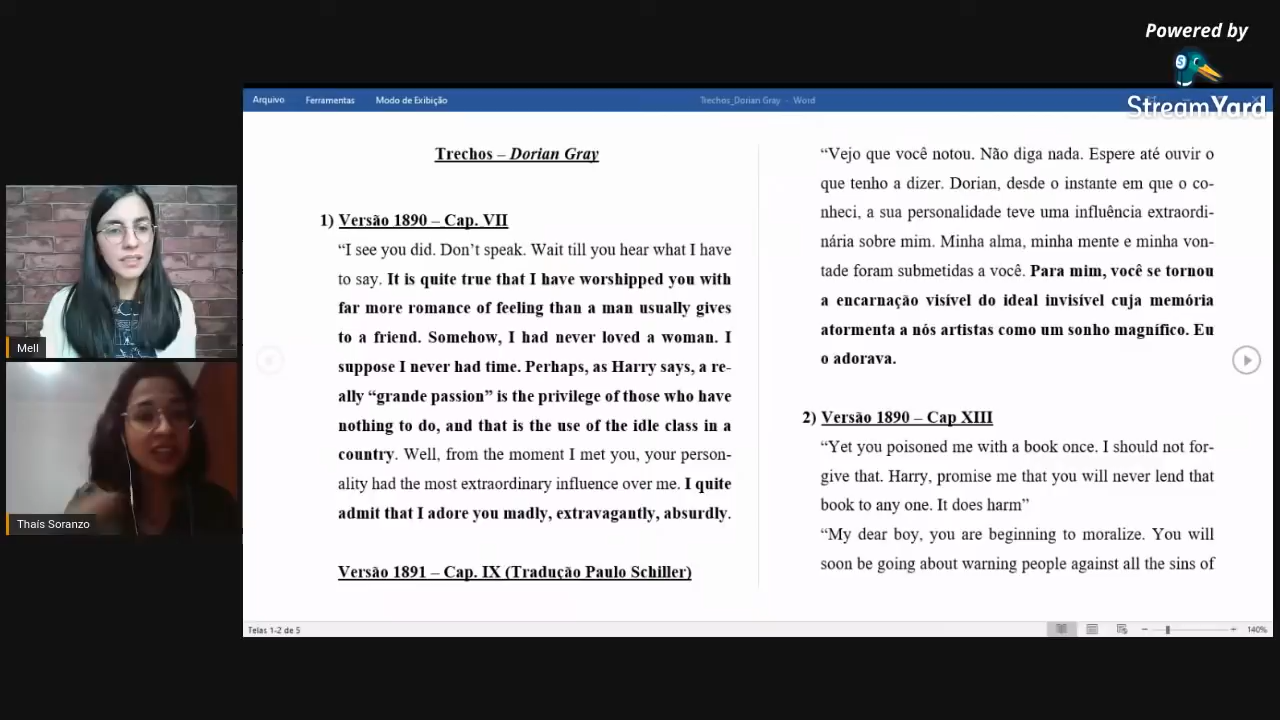 Powered by
StreamYard
Arquivo Ferramentas Modo de Exibição Trechos_Dorian Gray - Word
Trechos – Dorian Gray
1) Versão 1890 – Cap. VII
“I see you did. Don’t speak. Wait till you hear what I have
to say. It is quite true that I have worshipped you with
far more romance of feeling than a man usually gives
to a friend. Somehow, I had never loved a woman. I
suppose I never had time. Perhaps, as Harry says, a re-
ally “grande passion” is the privilege of those who have
nothing to do, and that is the use of the idle class in a
country. Well, from the moment I met you, your person-
ality had the most extraordinary influence over me. I quite
admit that I adore you madly, extravagantly, absurdly.
Versão 1891 – Cap. IX (Tradução Paulo Schiller)
“Vejo que você notou. Não diga nada. Espere até ouvir o
que tenho a dizer. Dorian, desde o instante em que o co-
nheci, a sua personalidade teve uma influência extraordi-
nária sobre mim. Minha alma, minha mente e minha von-
tade foram submetidas a você. Para mim, você se tornou
a encarnação visível do ideal invisível cuja memória
atormenta a nós artistas como um sonho magnífico. Eu
o adorava.
2) Versão 1890 – Cap XIII
“Yet you poisoned me with a book once. I should not for-
give that. Harry, promise me that you will never lend that
book to any one. It does harm”
“My dear boy, you are beginning to moralize. You will
soon be going about warning people against all the sins of
Mell
Thaís Soranzo
Telas 1-2 de 5
140%